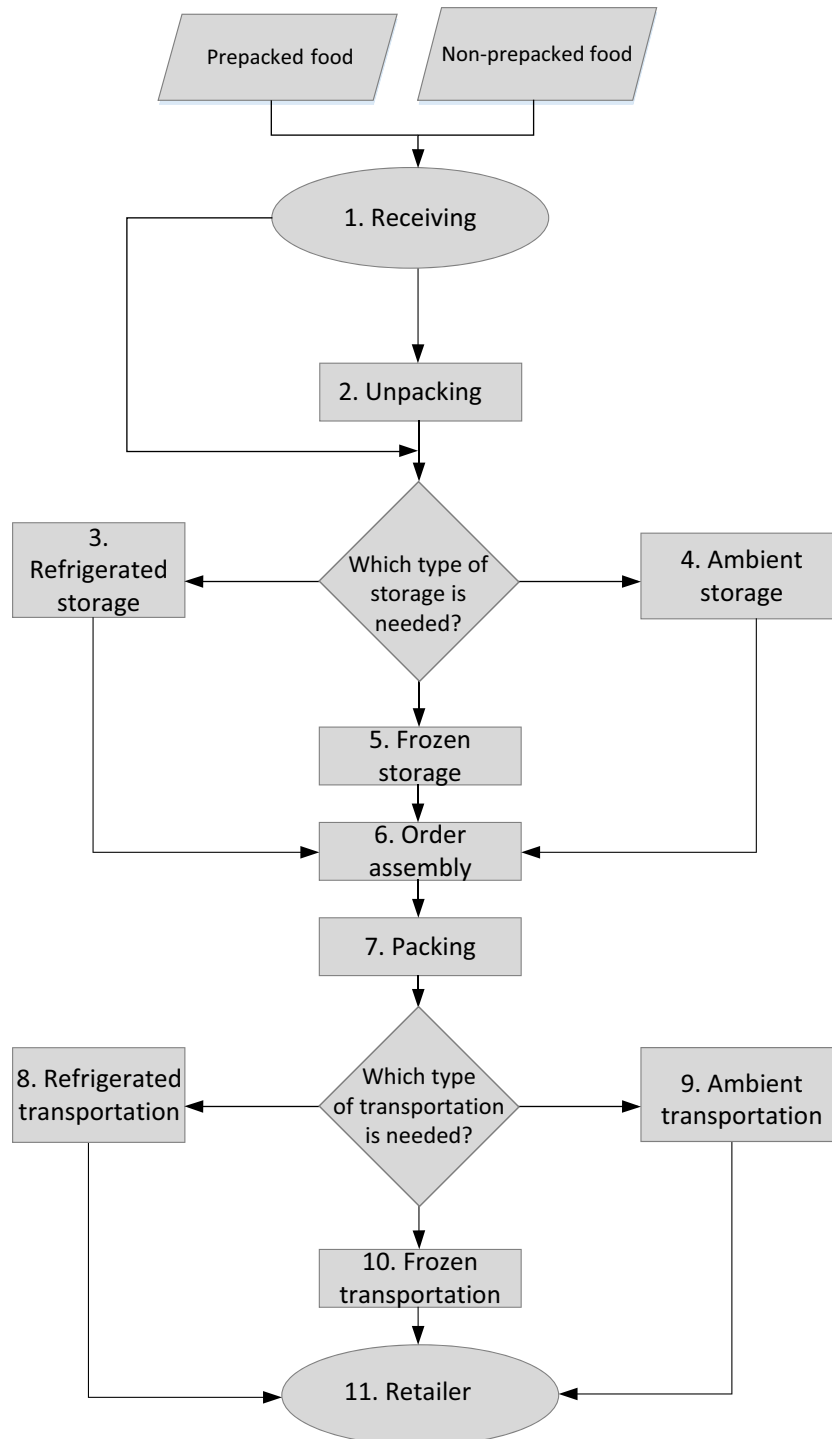 Prepacked food
Non-prepacked food
1. Receiving
2. Unpacking
Which type of
storage is
needed?
3.
Refrigerated
storage
4. Ambient
storage
5. Frozen
storage
6. Order
assembly
7. Packing
Which type
of transportation
is needed?
8. Refrigerated
transportation
9. Ambient
transportation
10. Frozen
transportation
11. Retailer